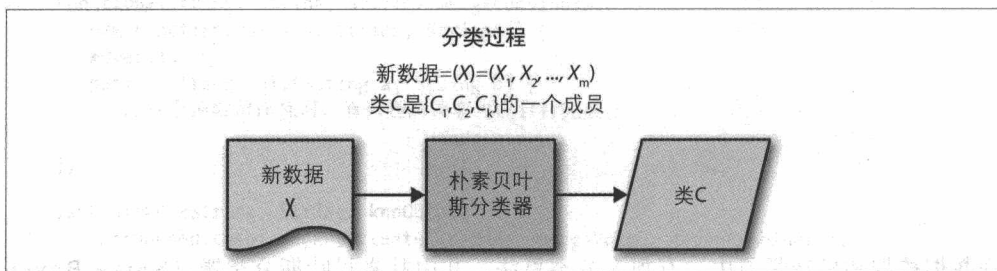 分类过程
新数据=(X)=(X₁, X₂, ..., Xₘ)
类C是{C₁,C₂,Cₖ}的一个成员
新数据
X
朴素贝叶
斯分类器
类C